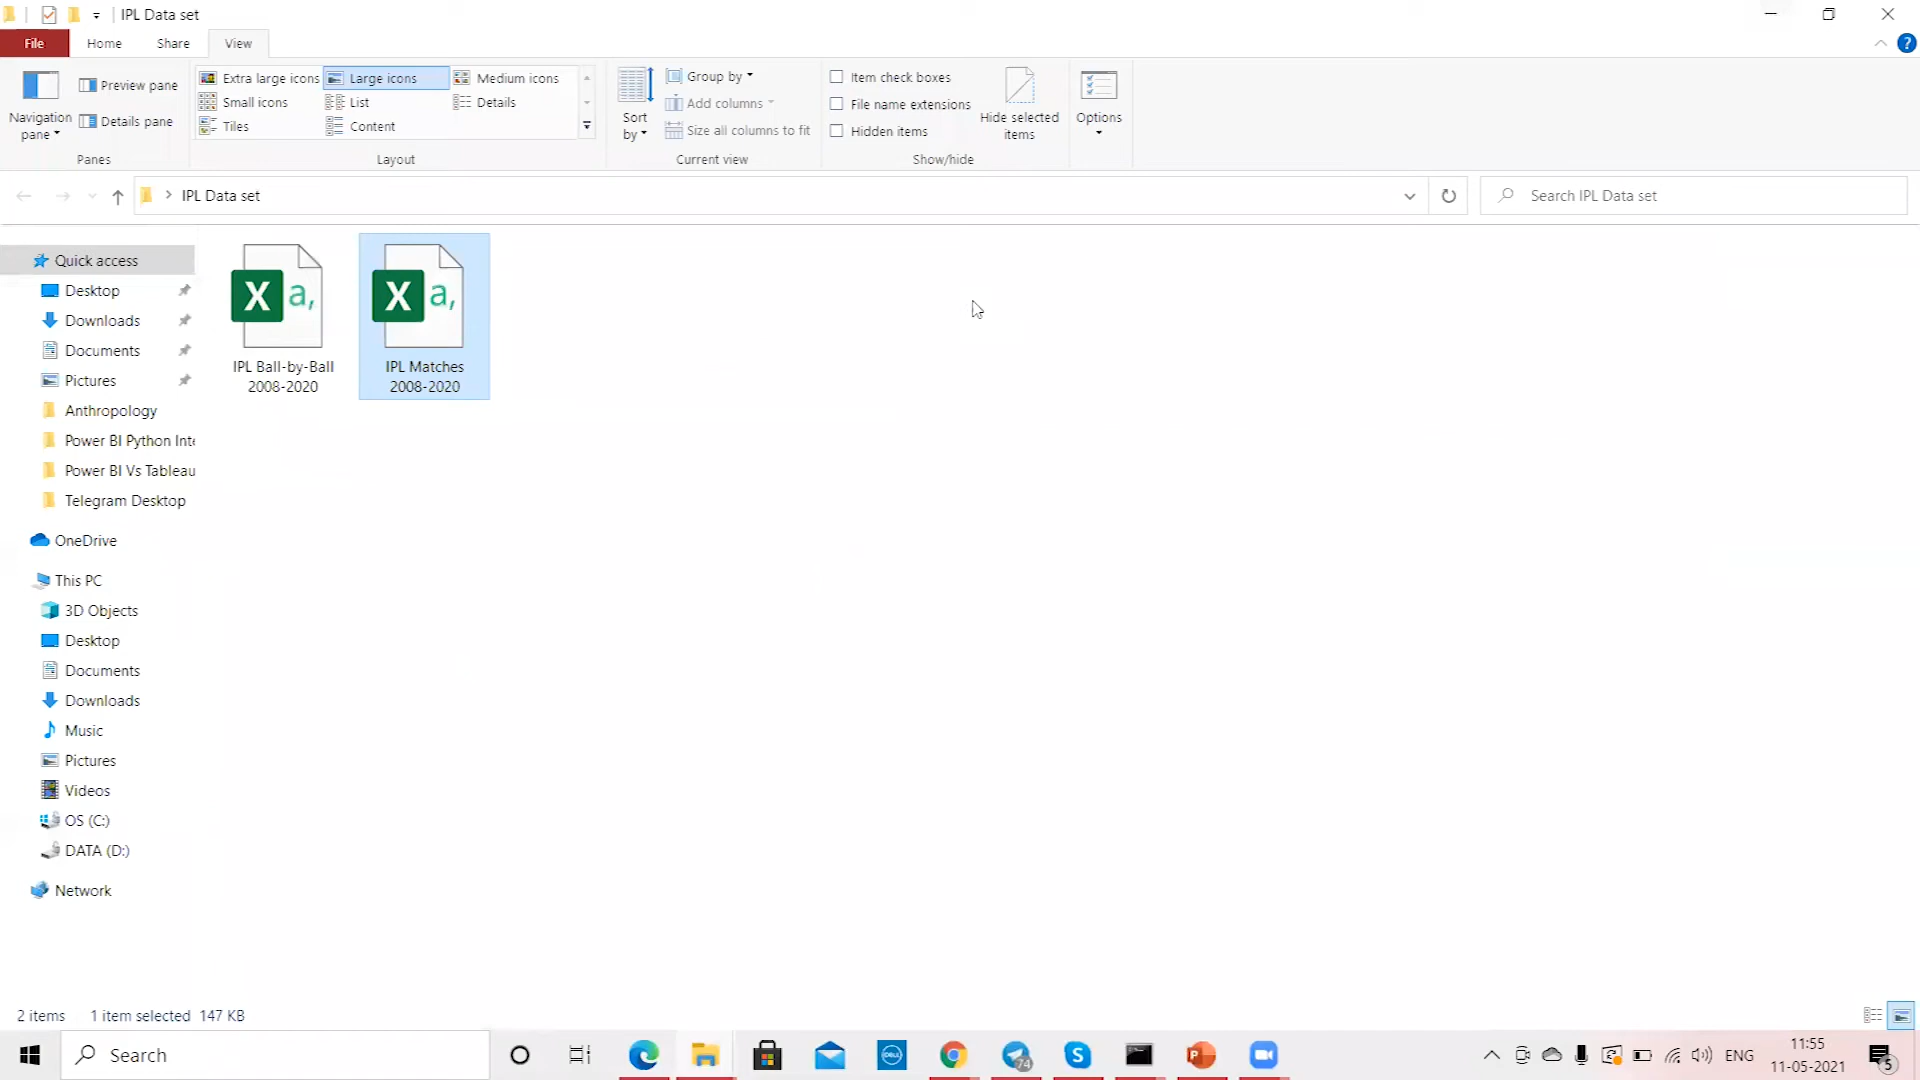 IPL Data set
File Home Share View
Navigation pane
Preview pane
Details pane
Panes
Extra large icons Large icons Medium icons
Small icons List Details
Tiles Content
Layout
Sort by
Group by
Add columns
Size all columns to fit
Current view
Item check boxes
File name extensions
Hidden items
Hide selected items
Show/hide
Options
IPL Data set
Search IPL Data set
Quick access
Desktop
Downloads
Documents
Pictures
Anthropology
Power BI Python Inte
Power BI Vs Tableau
Telegram Desktop
OneDrive
This PC
3D Objects
Desktop
Documents
Downloads
Music
Pictures
Videos
OS (C:)
DATA (D:)
Network
X a,
IPL Ball-by-Ball
2008-2020
X a,
IPL Matches
2008-2020
2 items 1 item selected 147 KB
Search
DELL
74
S
P
ENG
11:55
11-05-2021
5